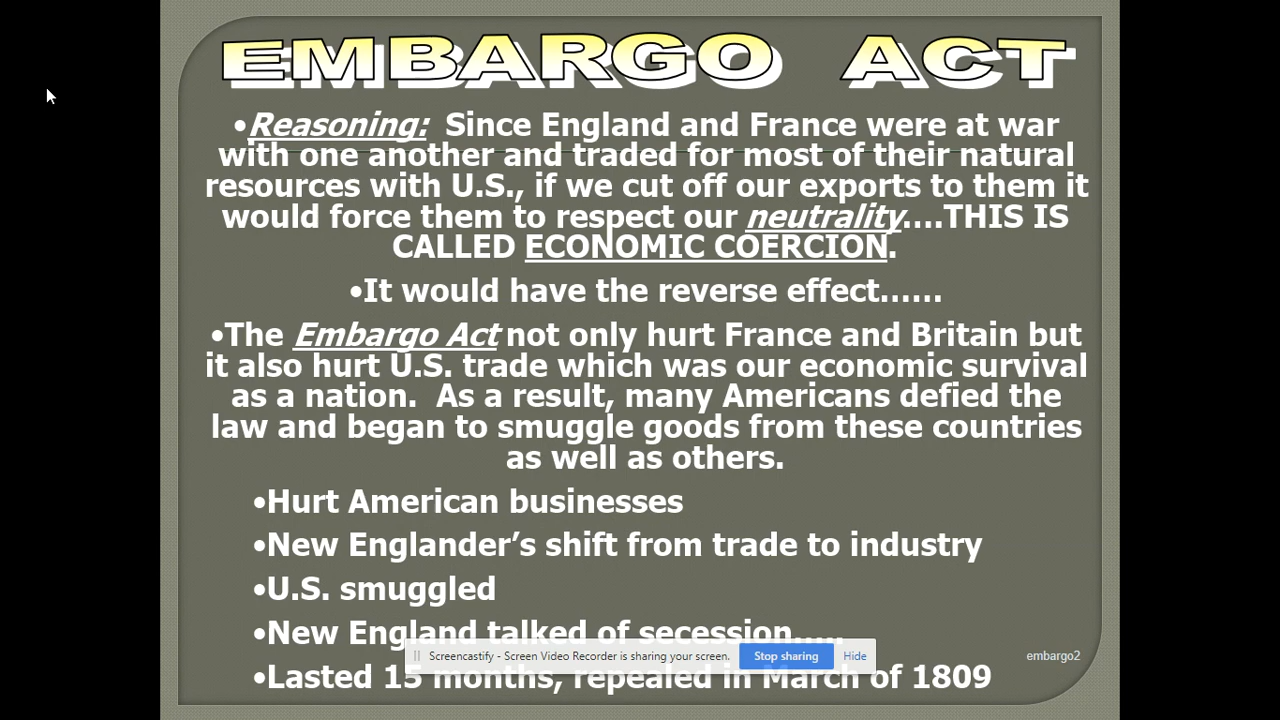 EMBARGO ACT
•Reasoning: Since England and France were at war
with one another and traded for most of their natural
resources with U.S., if we cut off our exports to them it
would force them to respect our neutrality....THIS IS
CALLED ECONOMIC COERCION.
•It would have the reverse effect......
•The Embargo Act not only hurt France and Britain but
it also hurt U.S. trade which was our economic survival
as a nation. As a result, many Americans defied the
law and began to smuggle goods from these countries
as well as others.
•Hurt American businesses
•New Englander’s shift from trade to industry
•U.S. smuggled
•New England talked of secession.....
Screencastify - Screen Video Recorder is sharing your screen. Stop sharing Hide
embargo2
•Lasted 15 months, repealed in March of 1809